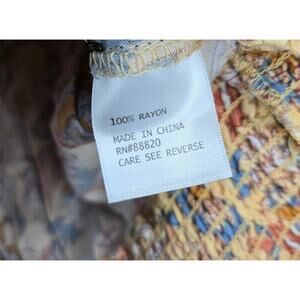 100% RAYON
MADE IN CHINA
RN#88820
CARE SEE REVERSE